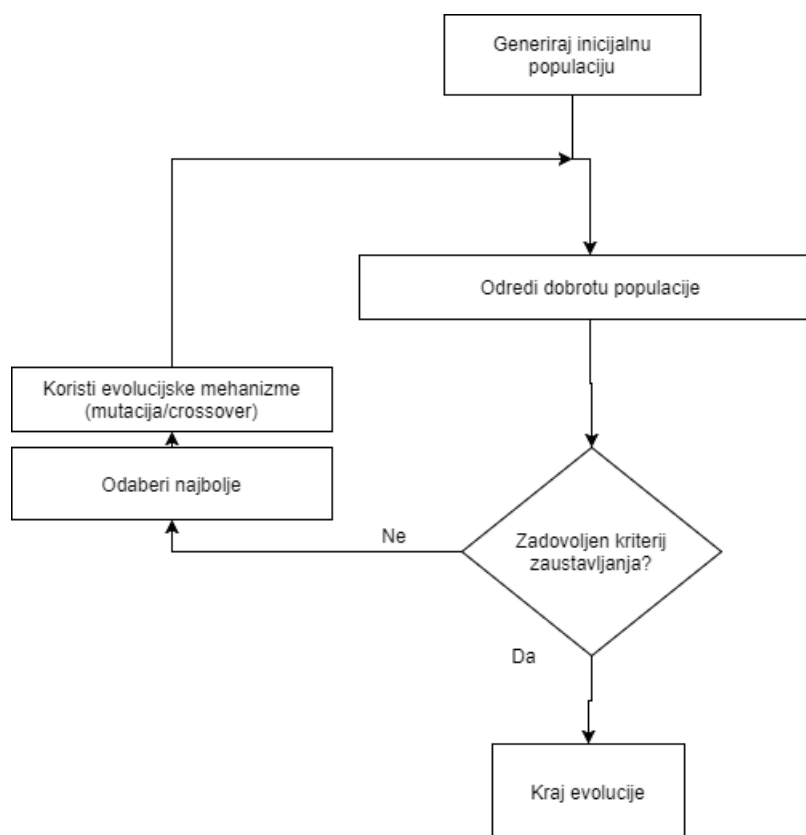 Generiraj inicijalnu
populaciju
Odredi dobrotu populacije
Koristi evolucijske mehanizme
(mutacija/crossover)
Odaberi najbolje
Ne
Zadovoljen kriterij
zaustavljanja?
Da
Kraj evolucije